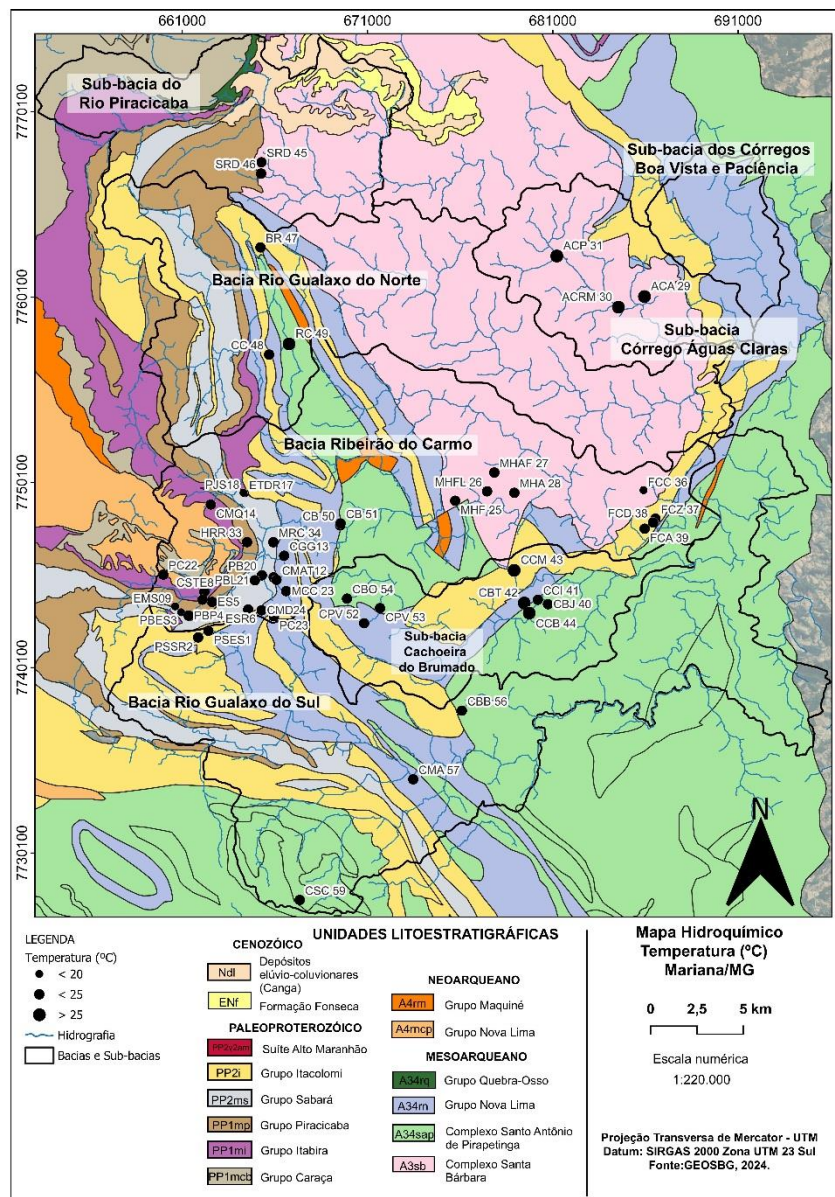 661000
671000
681000
691000
7770100
7760100
7750100
7740100
7730100
Sub-bacia do
Rio Piracicaba
SRD 45
SRD 46
Sub-bacia dos Córregos
Boa Vista e Paciência
BR 47
ACP 31
Bacia Rio Gualaxo do Norte
ACRM 30
ACA 29
RC 49
CC 48
Sub-bacia
Córrego Águas Claras
Bacia Ribeirão do Carmo
MHAF 27
PJS18
ETDR17
MHFL 26
MHA 28
FCC 36
CMQ14
MHF 25
FCD 38
FCZ 37
CB 50
CB 51
HRR 33
MRC 34
FCA 39
CGG13
PC22
PB20
CCM 43
CSTE8
PBL21
CMAT12
CBO 54
CBT 42
CCI 41
EMS09
ES5
MCC 23
CBJ 40
PBES3
PBP4
CMD24
CPV 53
ESR6
PC23
CPV 52
CCB 44
PSSR2
PSES1
Sub-bacia
Cachoeira
do Brumado
Bacia Rio Gualaxo do Sul
CBB 56
CMA 57
CSC 59
N
LEGENDA
Temperatura (ºC)
< 20
< 25
> 25
Hidrografia
Bacias e Sub-bacias
UNIDADES LITOESTRATIGRÁFICAS
CENOZÓICO
Ndl
Depósitos
elúvio-coluvionares
(Canga)
ENf
Formação Fonseca
PALEOPROTEROZÓICO
Suíte Alto Maranhão
PP2i
Grupo Itacolomi
PP2ms
Grupo Sabará
PP1mp
Grupo Piracicaba
PP1mi
Grupo Itabira
PP1mcb
Grupo Caraça
NEOARQUEANO
A4rm
Grupo Maquiné
A4rncp
Grupo Nova Lima
MESOARQUEANO
A34rq
Grupo Quebra-Osso
A34rn
Grupo Nova Lima
A34sap
Complexo Santo Antônio
de Pirapetinga
A3sb
Complexo Santa
Bárbara
Mapa Hidroquímico
Temperatura (ºC)
Mariana/MG
0 2,5 5 km
Escala numérica
1:220.000
Projeção Transversa de Mercator - UTM
Datum: SIRGAS 2000 Zona UTM 23 Sul
Fonte:GEOSBG, 2024.